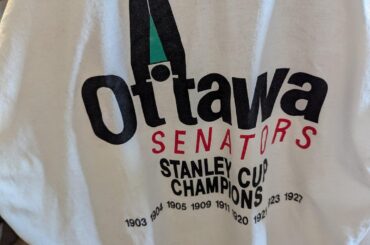 Ottawa
SENATORS
STANLEY CUP
CHAMPIONS
1903 1904 1905 1909 1911 1920 1921 1923 1927